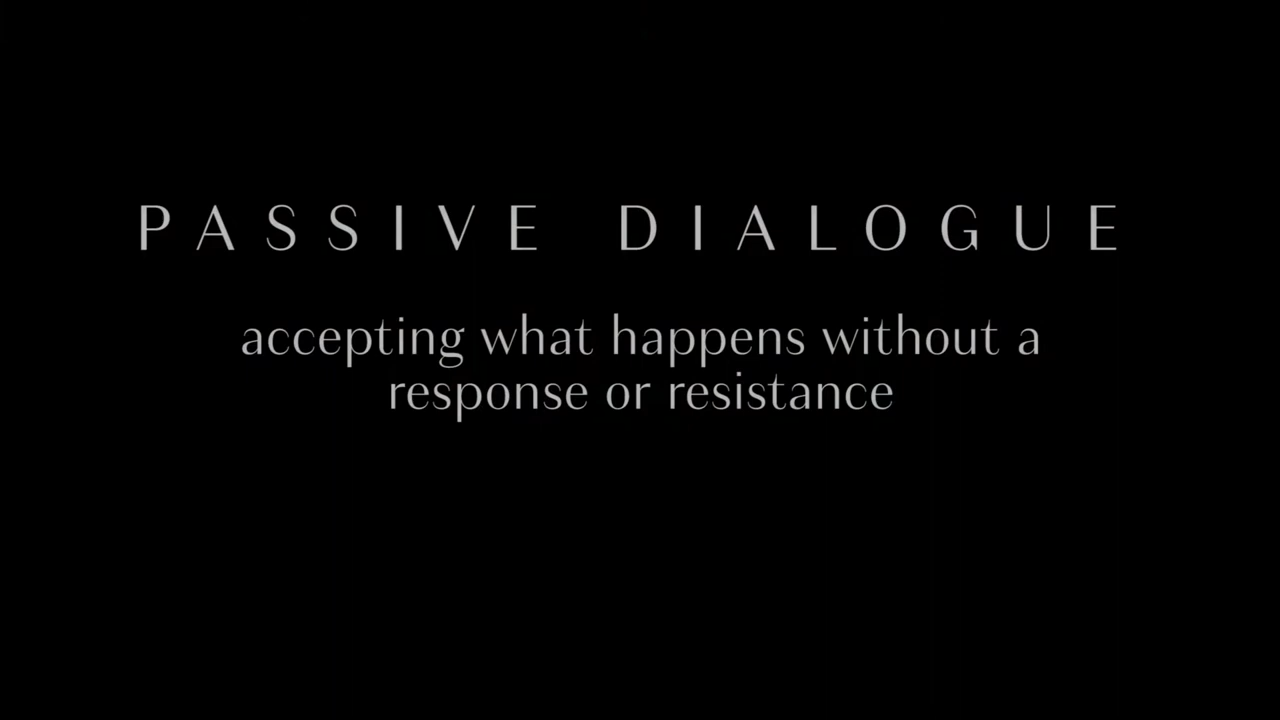 PASSIVE DIALOGUE
accepting what happens without a
response or resistance